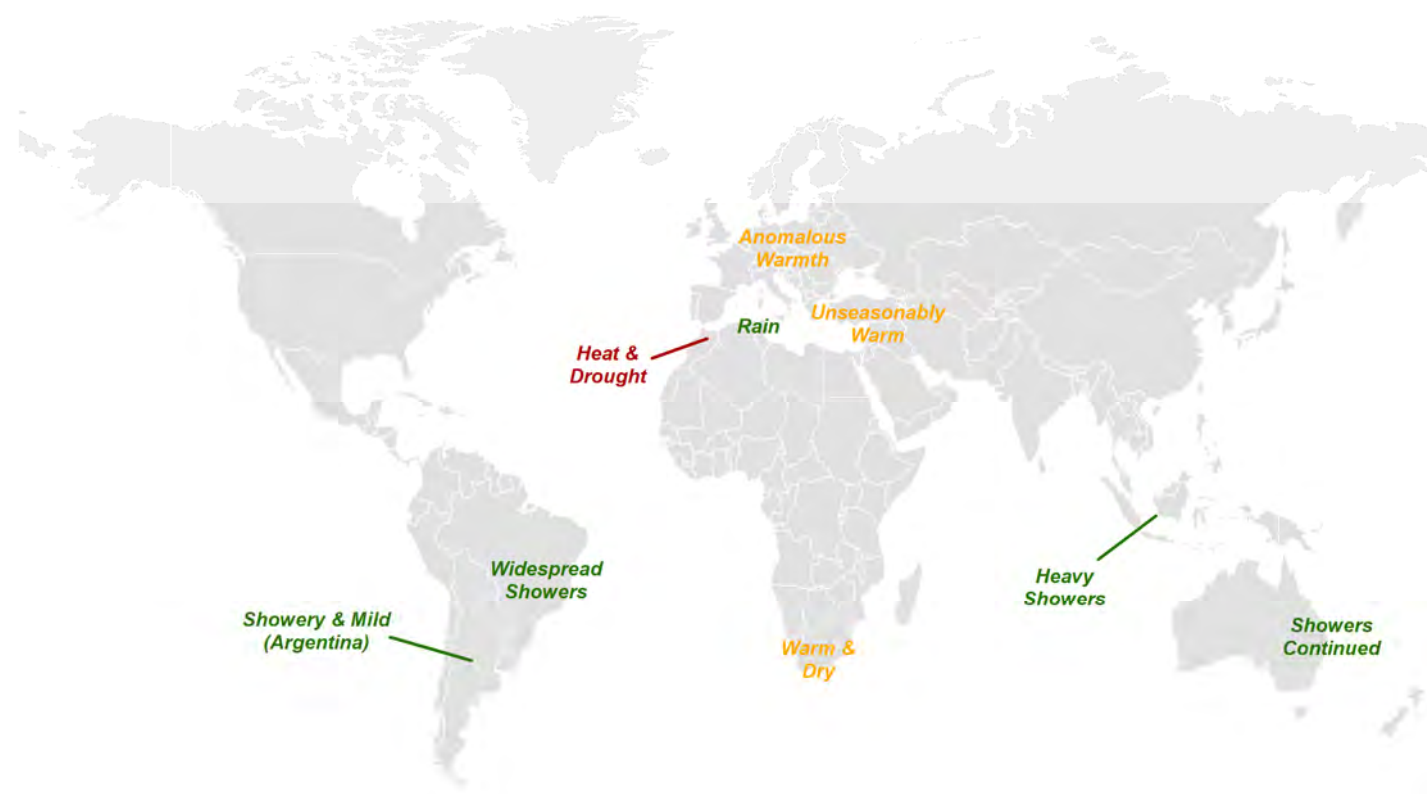 Anomalous
Warmth
Unseasonably
Warm
Rain
Heat &
Drought
Widespread
Showers
Heavy
Showers
Showery & Mild
(Argentina)
Showers
Continued
Warm &
Dry